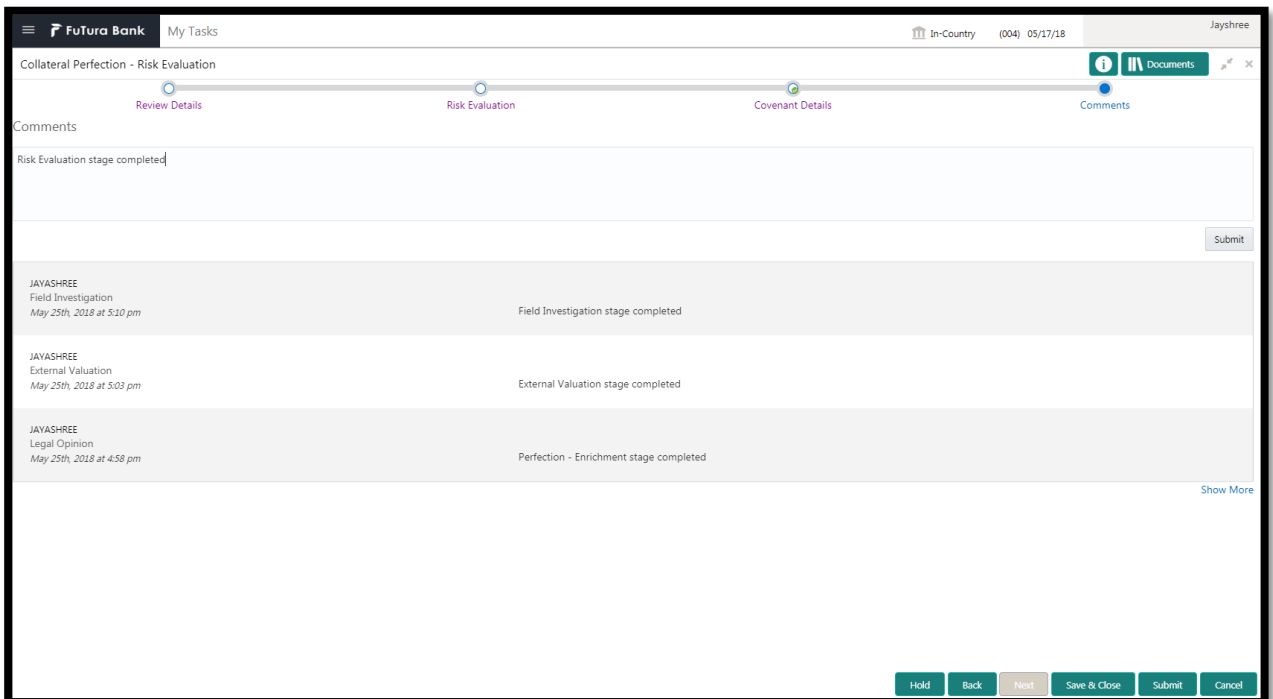 FuTura Bank
My Tasks
In-Country (004) 05/17/18
Jayshree
Collateral Perfection - Risk Evaluation
Documents
Review Details
Risk Evaluation
Covenant Details
Comments
Comments
Risk Evaluation stage completed
Submit
JAYASHREE
Field Investigation
May 25th, 2018 at 5:10 pm
Field Investigation stage completed
JAYASHREE
External Valuation
May 25th, 2018 at 5:03 pm
External Valuation stage completed
JAYASHREE
Legal Opinion
May 25th, 2018 at 4:58 pm
Perfection - Enrichment stage completed
Show More
Hold Back Next Save & Close Submit Cancel